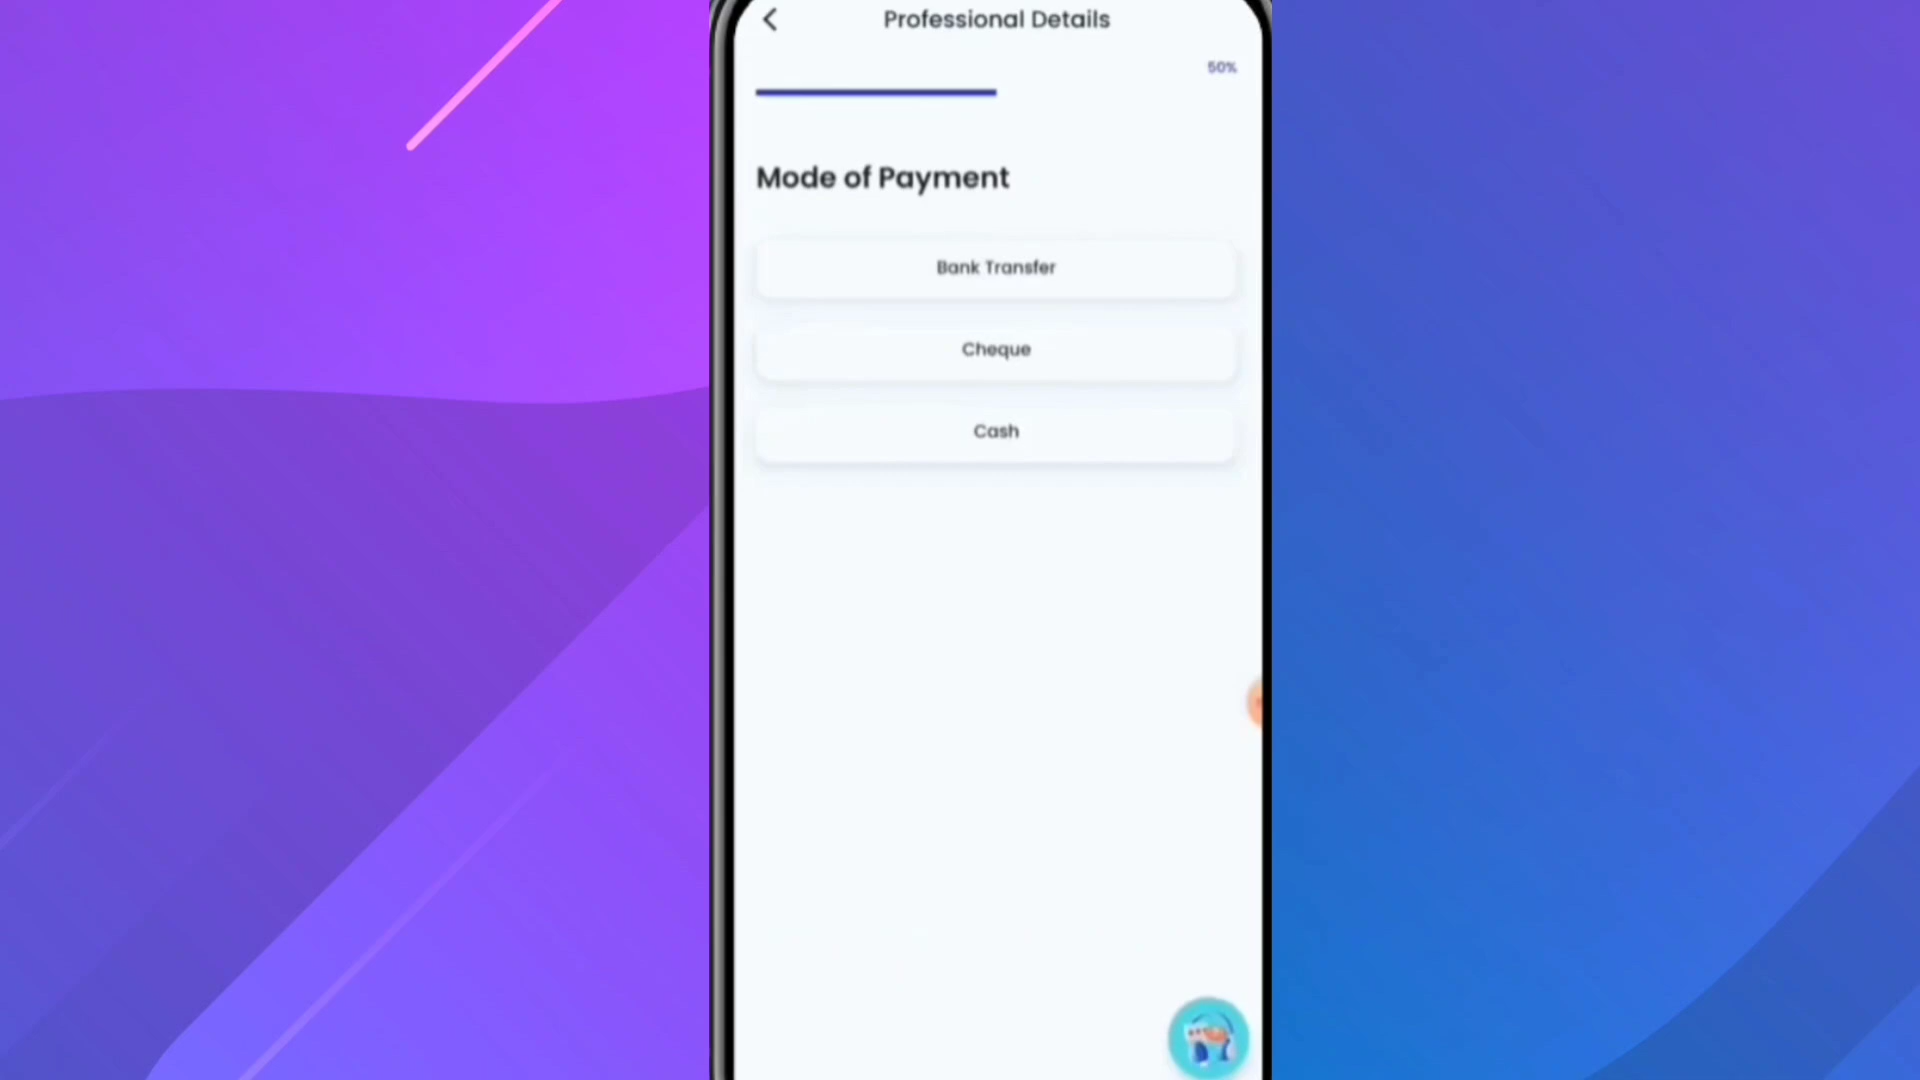 Professional Details
50%
Mode of Payment
Bank Transfer
Cheque
Cash